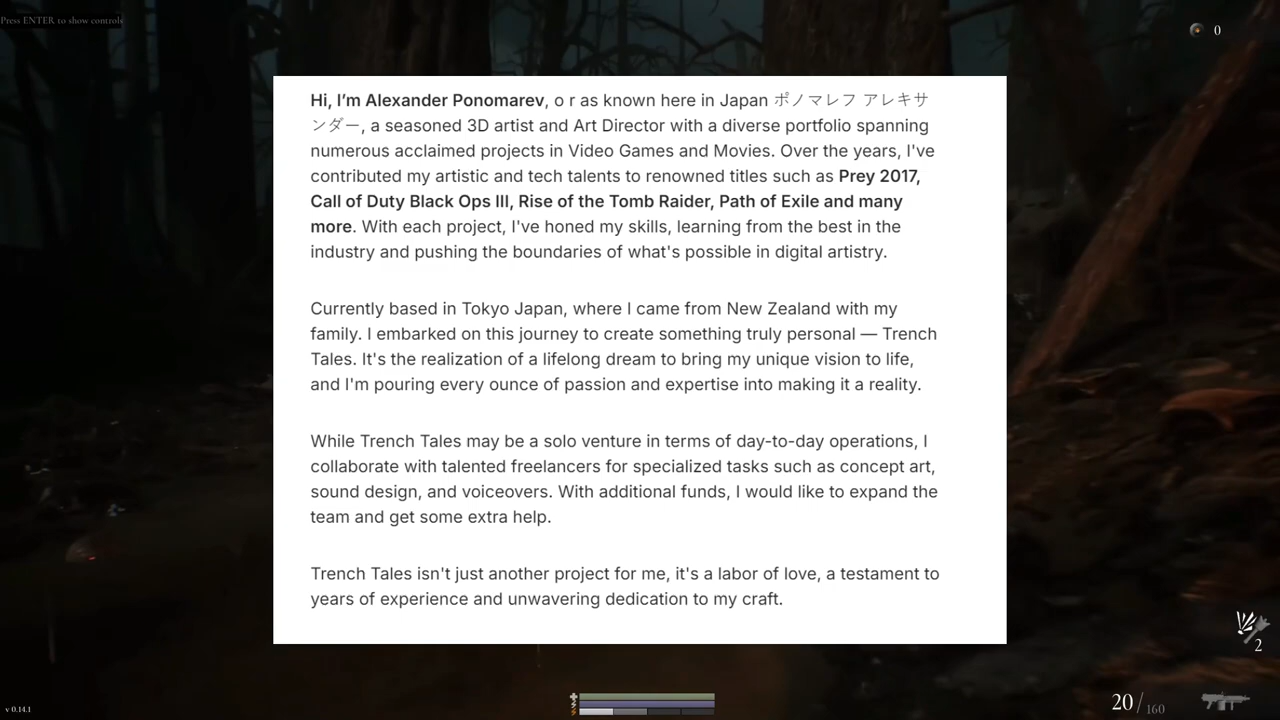 Press ENTER to show controls
0
Hi, I’m Alexander Ponomarev, o r as known here in Japan ポノマレフ アレキサ
ンダー, a seasoned 3D artist and Art Director with a diverse portfolio spanning
numerous acclaimed projects in Video Games and Movies. Over the years, I've
contributed my artistic and tech talents to renowned titles such as Prey 2017,
Call of Duty Black Ops III, Rise of the Tomb Raider, Path of Exile and many
more. With each project, I've honed my skills, learning from the best in the
industry and pushing the boundaries of what's possible in digital artistry.
Currently based in Tokyo Japan, where I came from New Zealand with my
family. I embarked on this journey to create something truly personal — Trench
Tales. It's the realization of a lifelong dream to bring my unique vision to life,
and I'm pouring every ounce of passion and expertise into making it a reality.
While Trench Tales may be a solo venture in terms of day-to-day operations, I
collaborate with talented freelancers for specialized tasks such as concept art,
sound design, and voiceovers. With additional funds, I would like to expand the
team and get some extra help.
Trench Tales isn't just another project for me, it's a labor of love, a testament to
years of experience and unwavering dedication to my craft.
2
v 0.14.1
20/160